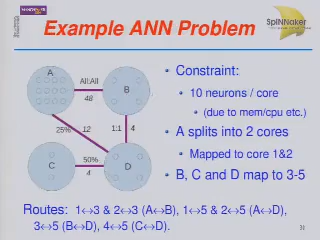 Example ANN Problem
SpiNNaker
A
All:All
48
B
25%
12
1:1
4
C
50%
4
D
Constraint:
10 neurons / core
(due to mem/cpu etc.)
A splits into 2 cores
Mapped to core 1&2
B, C and D map to 3-5
Routes: 1↔3 & 2↔3 (A↔B), 1↔5 & 2↔5 (A↔D),
3↔5 (B↔D), 4↔5 (C↔D).